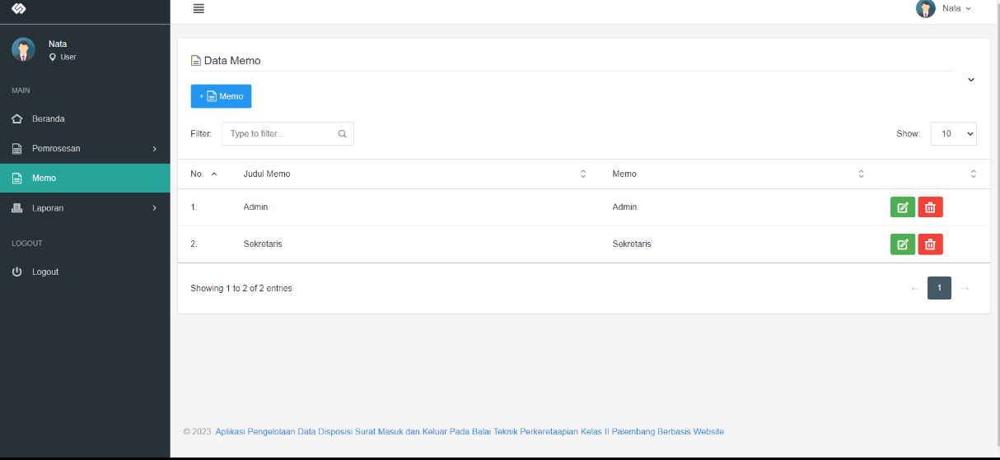 Nata
Nata
User
MAIN
Beranda
Pemrosesan
Memo
Laporan
LOGOUT
Logout
Data Memo
+ Memo
Filter: Type to filter... Show: 10
No. Judul Memo Memo
1. Admin Admin
2. Sekretaris Sekretaris
Showing 1 to 2 of 2 entries ← 1 →
© 2023. Aplikasi Pengelolaan Data Disposisi Surat Masuk dan Keluar Pada Balai Teknik Perkeretaapian Kelas II Palembang Berbasis Website